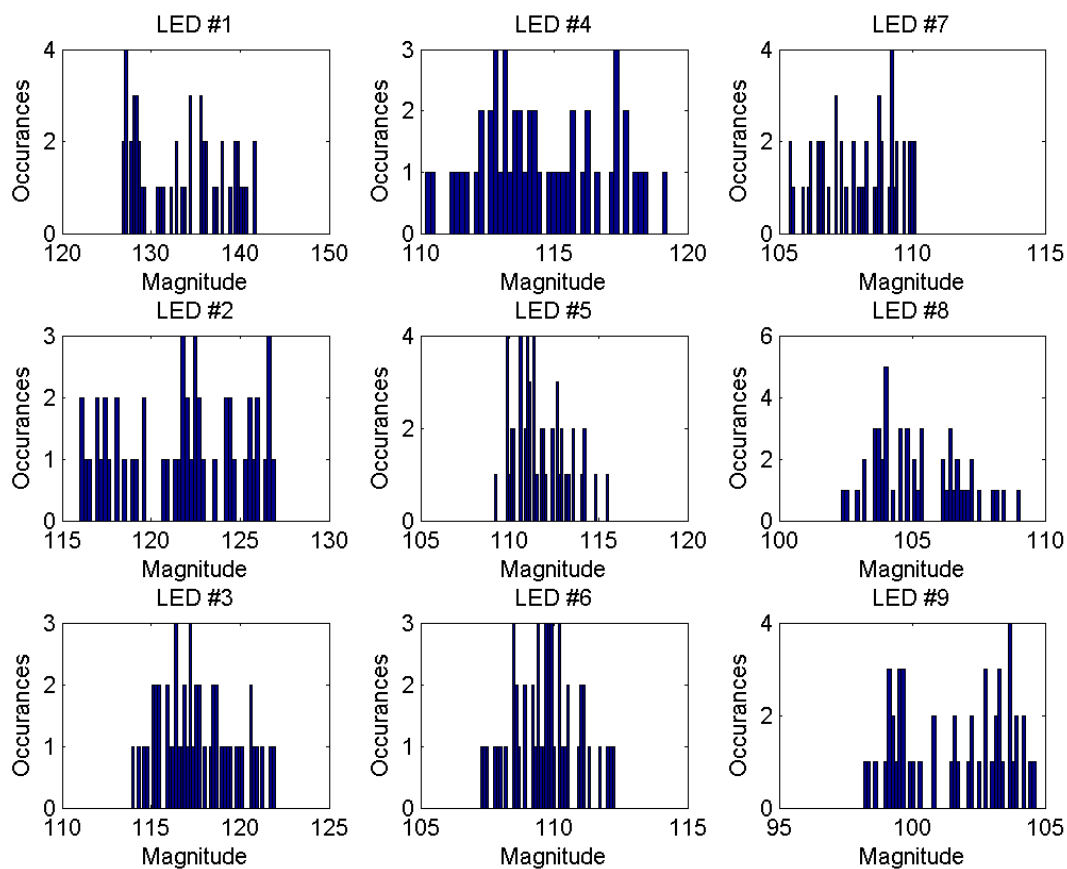 LED #1
4
2
0
120
130
140
150
Occurances
Magnitude
LED #4
3
2
1
0
110
115
120
Occurances
Magnitude
LED #7
4
2
0
105
110
115
Occurances
Magnitude
LED #2
3
2
1
0
115
120
125
130
Occurances
Magnitude
LED #5
4
2
0
105
110
115
120
Occurances
Magnitude
LED #8
6
4
2
0
100
105
110
Occurances
Magnitude
LED #3
3
2
1
0
110
115
120
125
Occurances
Magnitude
LED #6
3
2
1
0
105
110
115
Occurances
Magnitude
LED #9
4
2
0
95
100
105
Occurances
Magnitude